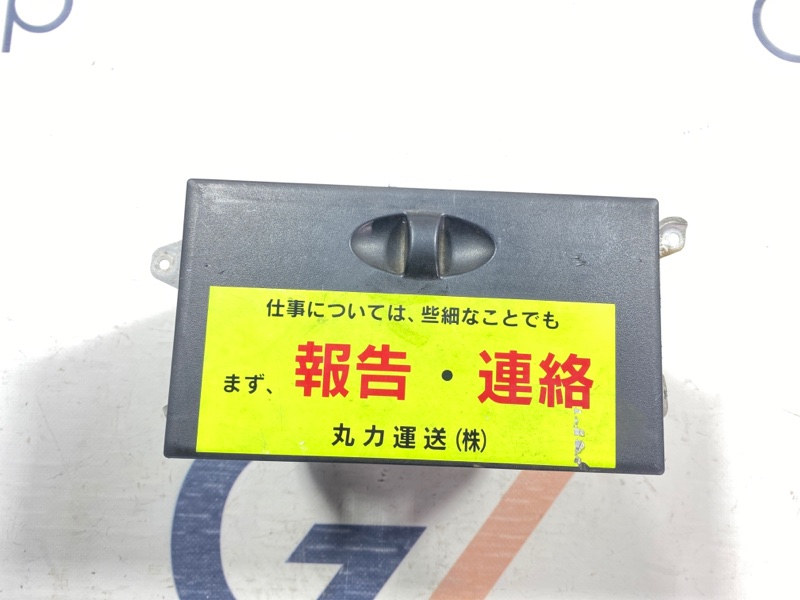 仕事については、些細なことでも
まず、報告・連絡
丸力運送(株)
p
G